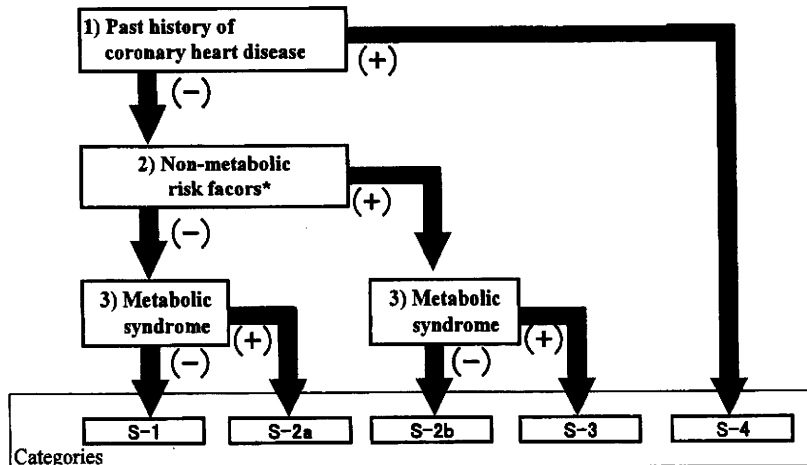 1) Past history of
coronary heart disease
(+)
(−)
2) Non-metabolic
risk facors*
(+)
(−)
3) Metabolic
syndrome
(+)
(−)
3) Metabolic
syndrome
(+)
(−)
S-1
S-2a
S-2b
S-3
S-4
Categories